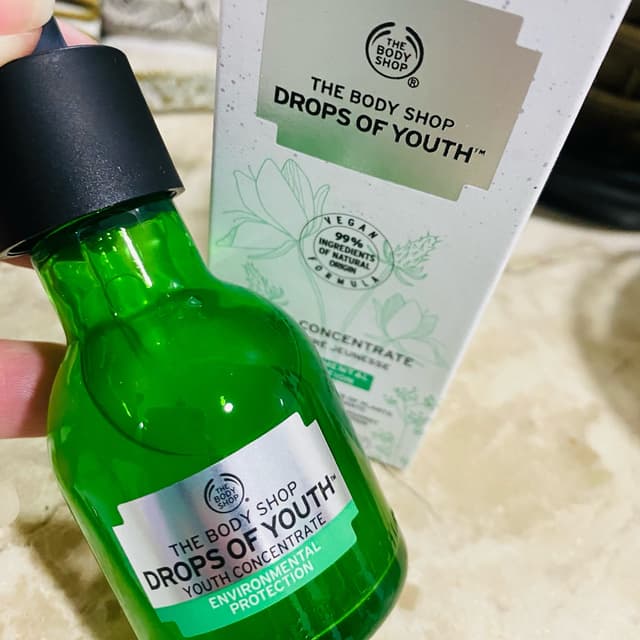 THE
BODY
SHOP
®
THE BODY SHOP
DROPS OF YOUTH™
VEGAN
99%
INGREDIENTS
OF NATURAL
ORIGIN
FORMULA
CONCENTRATE
JEUNESSE
THE
BODY
SHOP
THE BODY SHOP
DROPS OF YOUTH™
YOUTH CONCENTRATE
ENVIRONMENTAL
PROTECTION